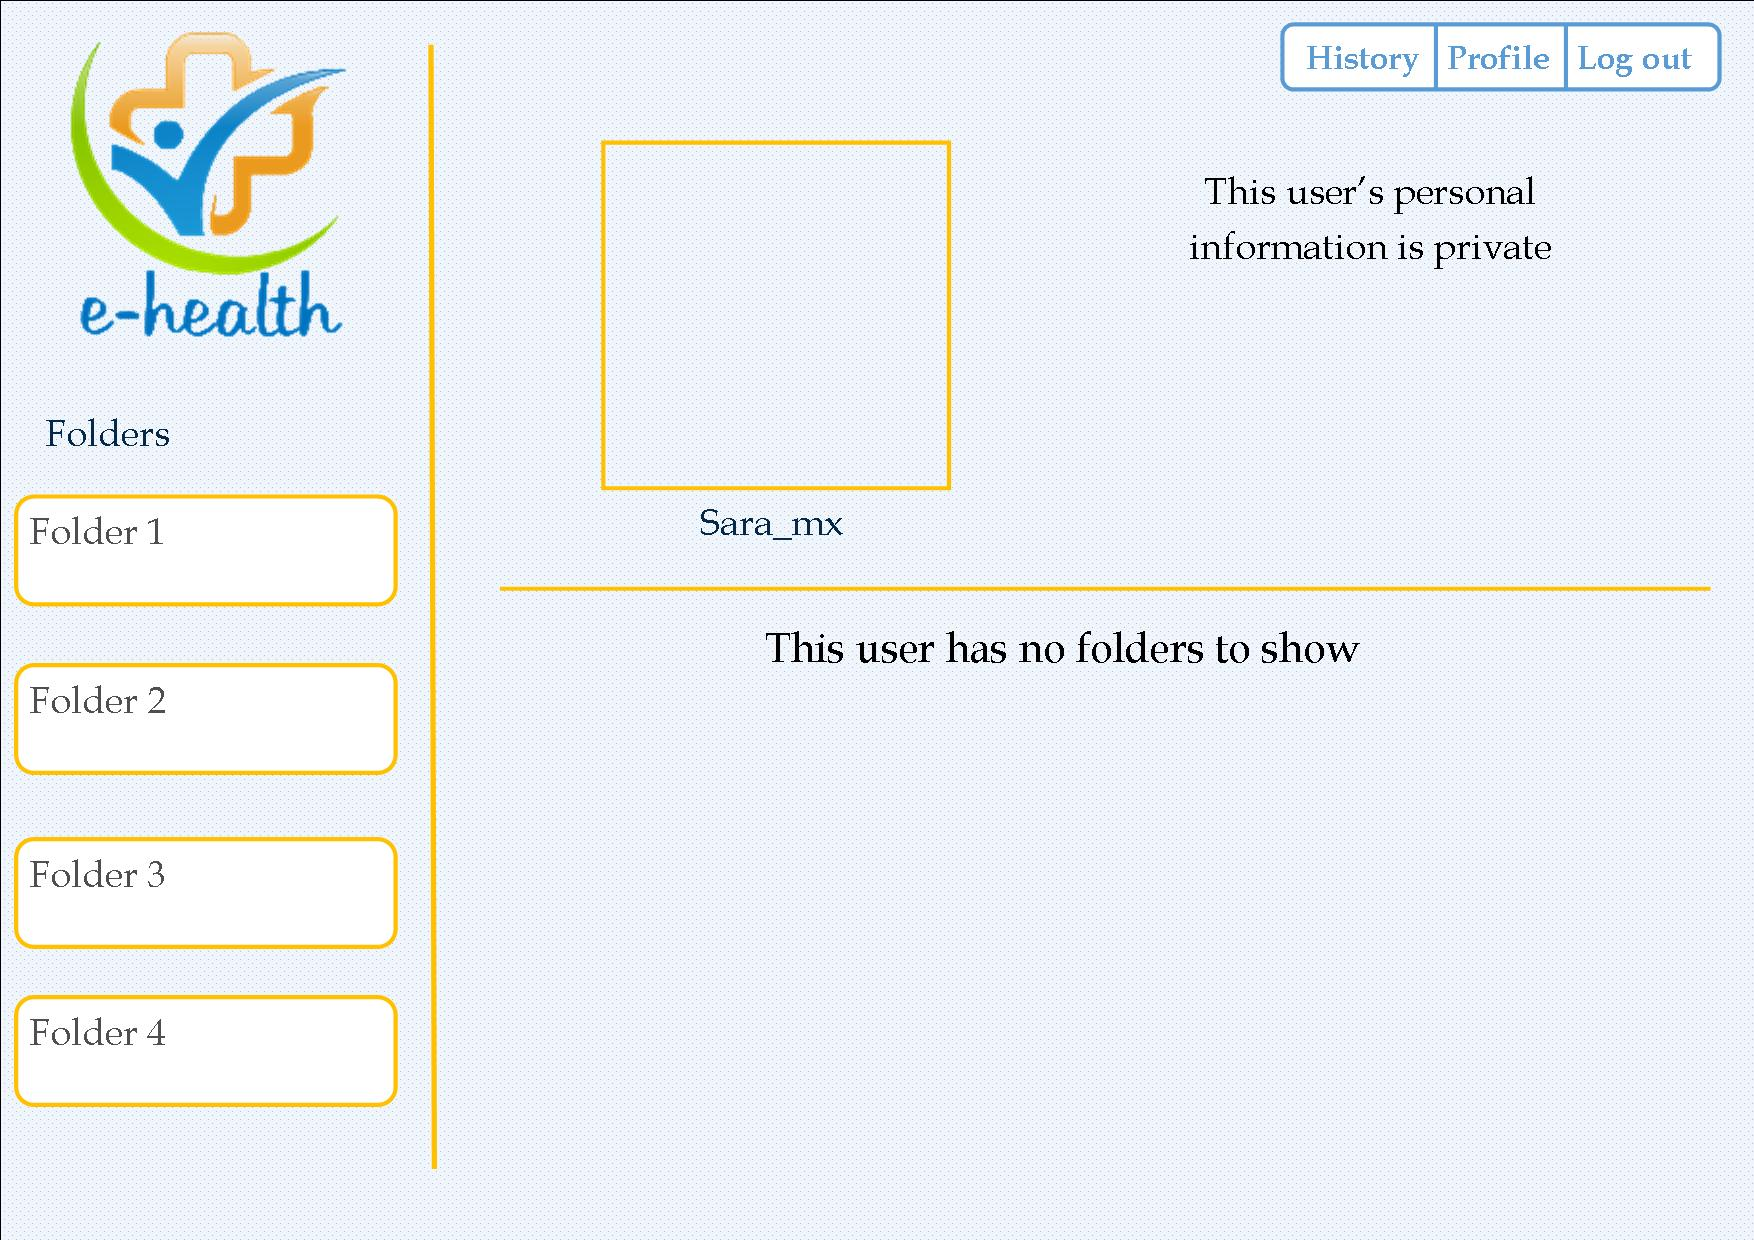 History Profile Log out
e-health
This user’s personal
information is private
Folders
Folder 1
Folder 2
Folder 3
Folder 4
Sara_mx
This user has no folders to show